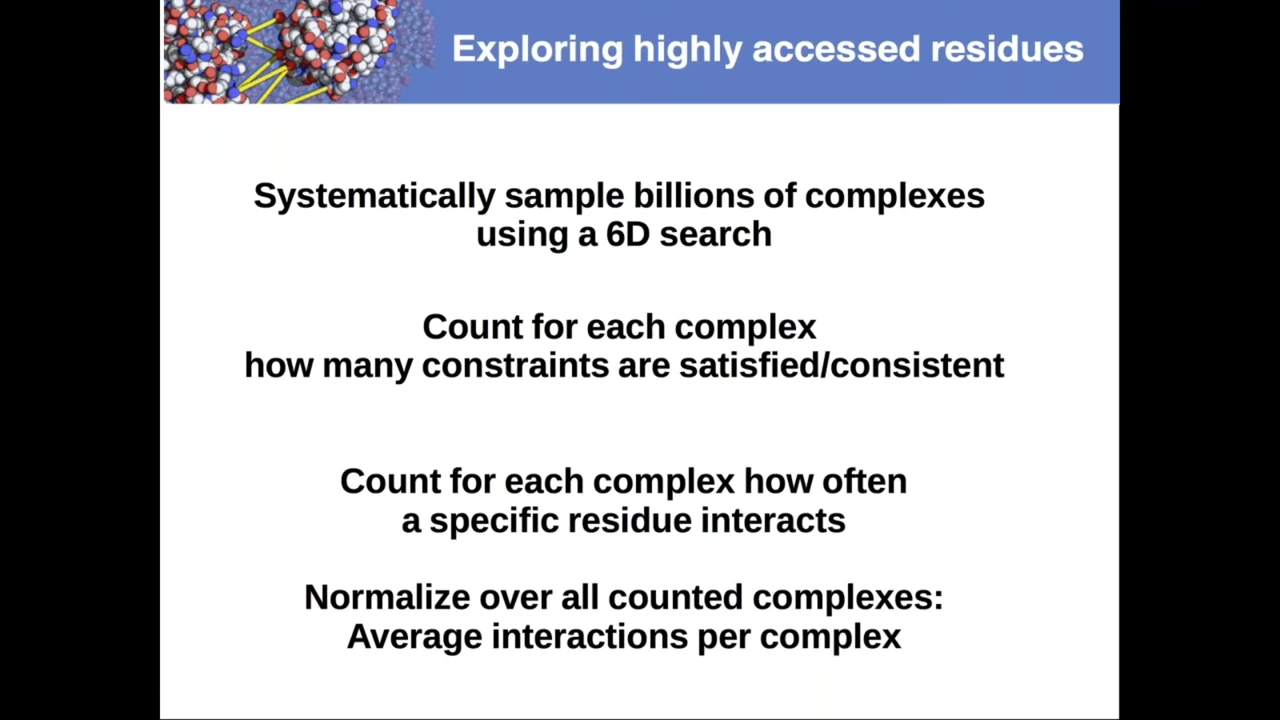 Exploring highly accessed residues
Systematically sample billions of complexes
using a 6D search
Count for each complex
how many constraints are satisfied/consistent
Count for each complex how often
a specific residue interacts
Normalize over all counted complexes:
Average interactions per complex